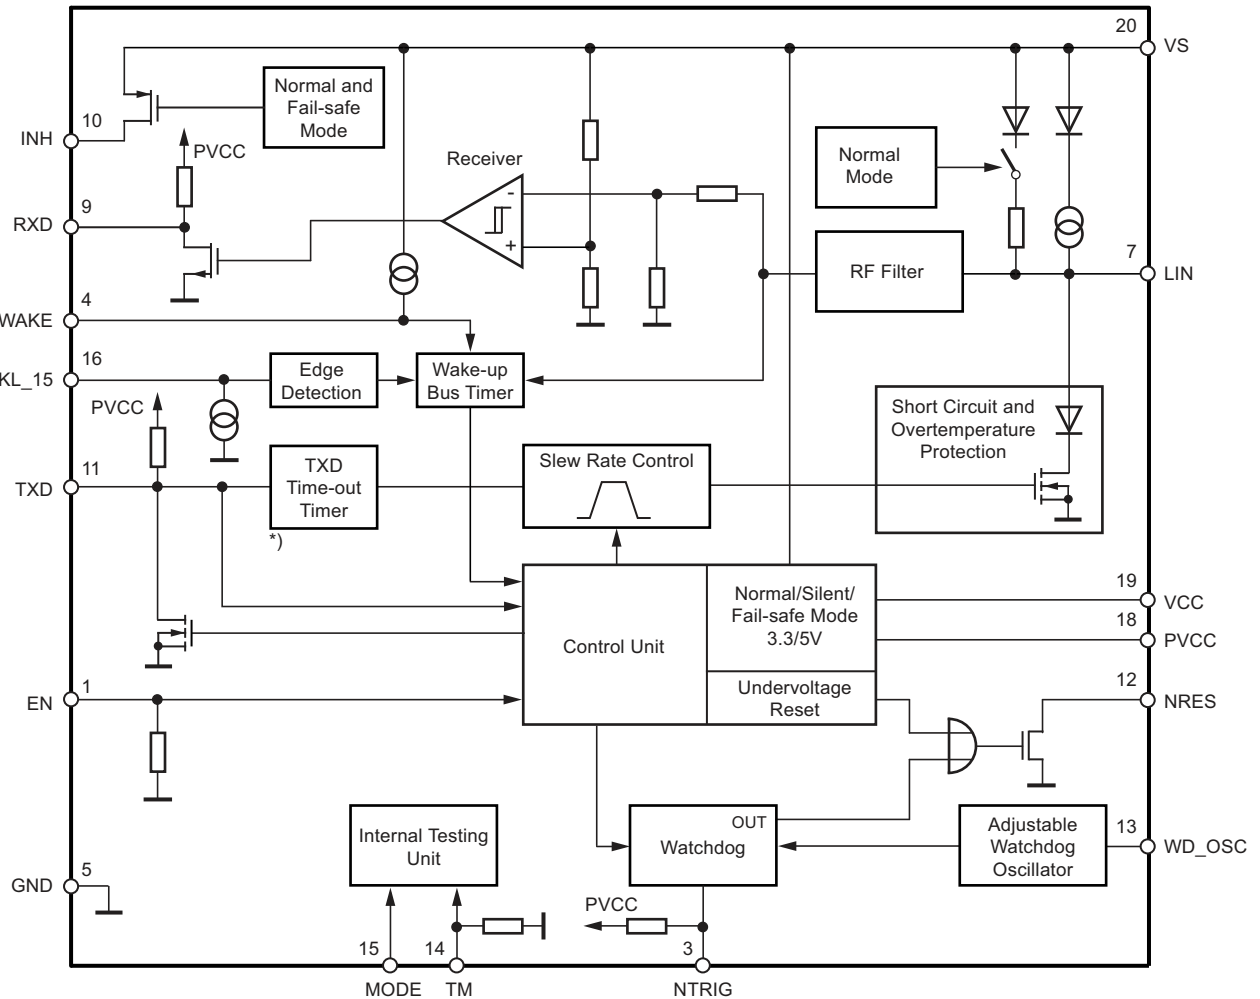 20
VS
Normal and
Fail-safe
Mode
10
INH
PVCC
Receiver
-
+
Normal
Mode
9
RXD
RF Filter
7
LIN
4
WAKE
16
KL_15
Edge
Detection
Wake-up
Bus Timer
PVCC
Short Circuit and
Overtemperature
Protection
11
TXD
TXD
Time-out
Timer
*)
Slew Rate Control
Control Unit
Normal/Silent/
Fail-safe Mode
3.3/5V
19
VCC
18
PVCC
Undervoltage
Reset
12
NRES
1
EN
Internal Testing
Unit
OUT
Watchdog
Adjustable
Watchdog
Oscillator
13
WD_OSC
5
GND
PVCC
15
14
3
MODE
TM
NTRIG